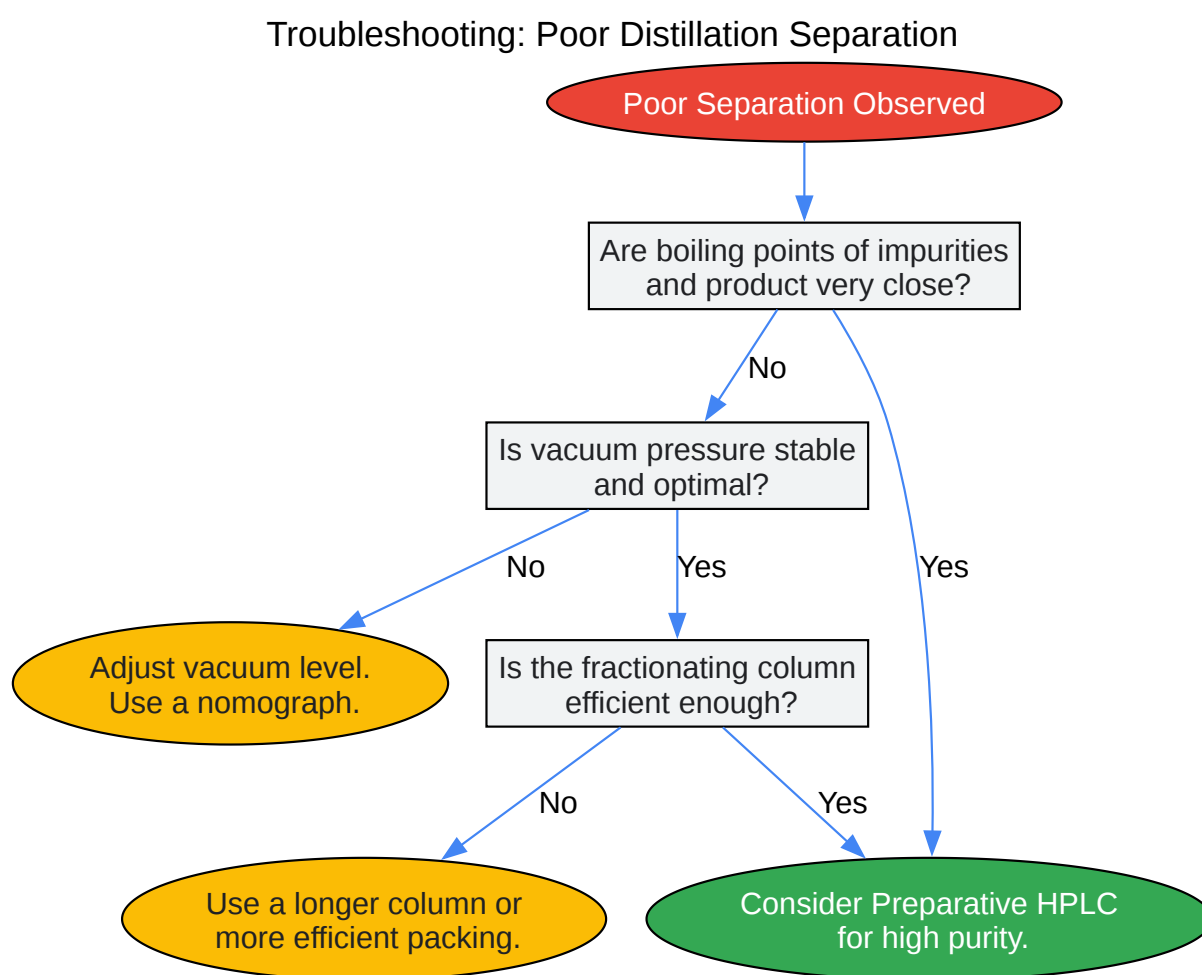 Troubleshooting: Poor Distillation Separation
Poor Separation Observed
Are boiling points of impurities
and product very close?
No
Is vacuum pressure stable
and optimal?
No
Yes
Yes
Adjust vacuum level.
Use a nomograph.
Is the fractionating column
efficient enough?
No
Yes
Use a longer column or
more efficient packing.
Consider Preparative HPLC
for high purity.